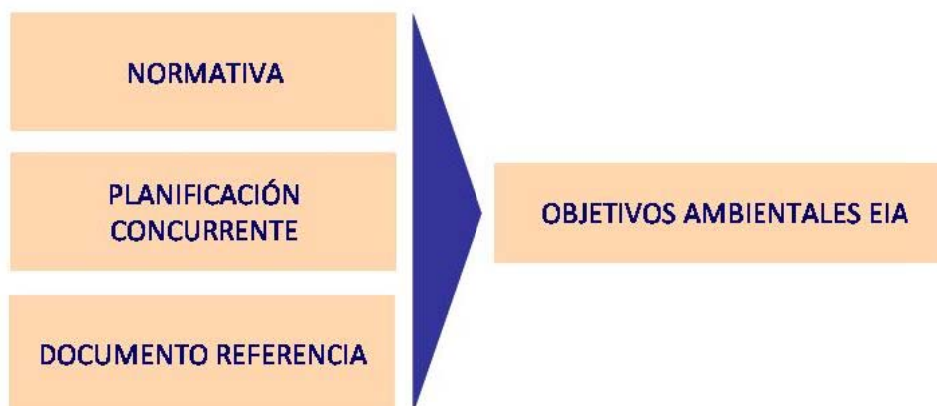 NORMATIVA
PLANIFICACIÓN
CONCURRENTE
OBJETIVOS AMBIENTALES EIA
DOCUMENTO REFERENCIA